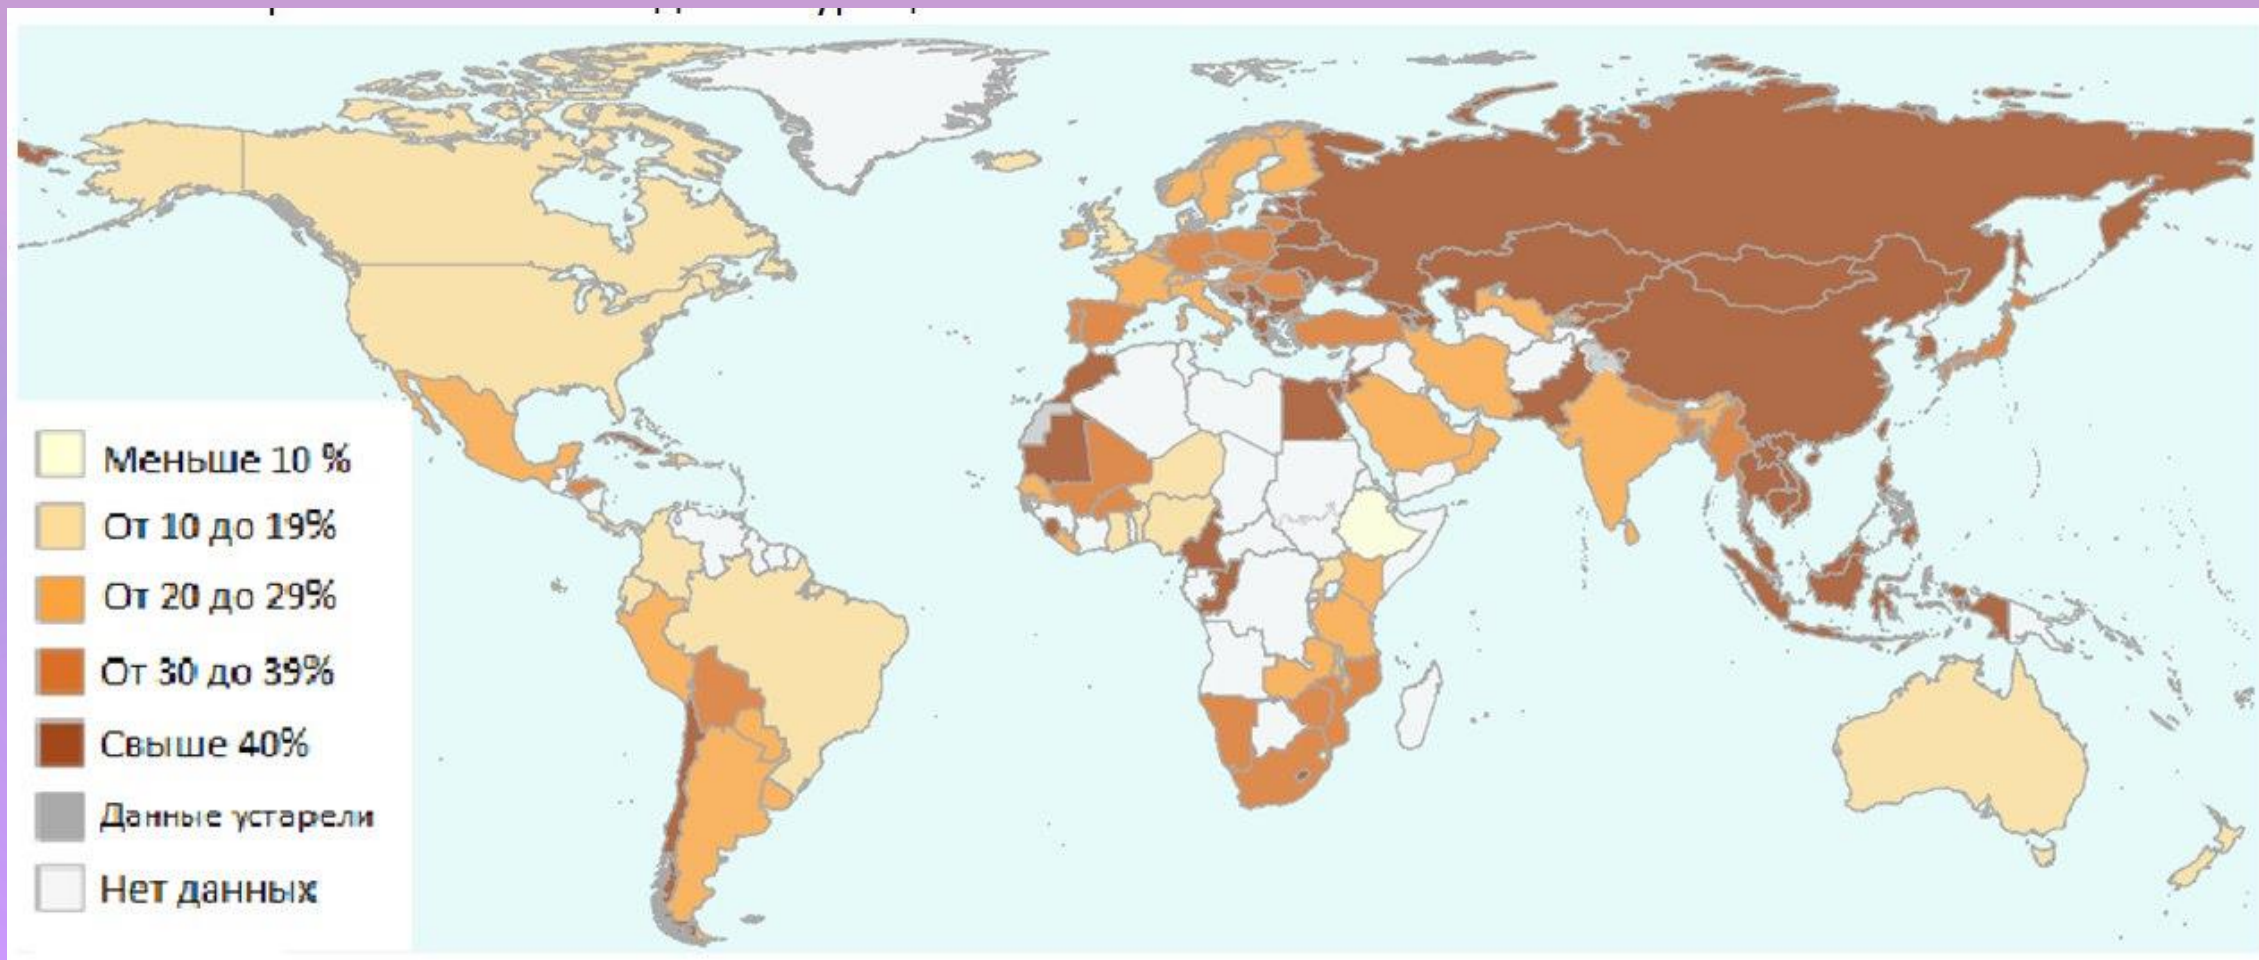 Меньше 10 %
От 10 до 19%
От 20 до 29%
От 30 до 39%
Свыше 40%
Данные устарели
Нет данных